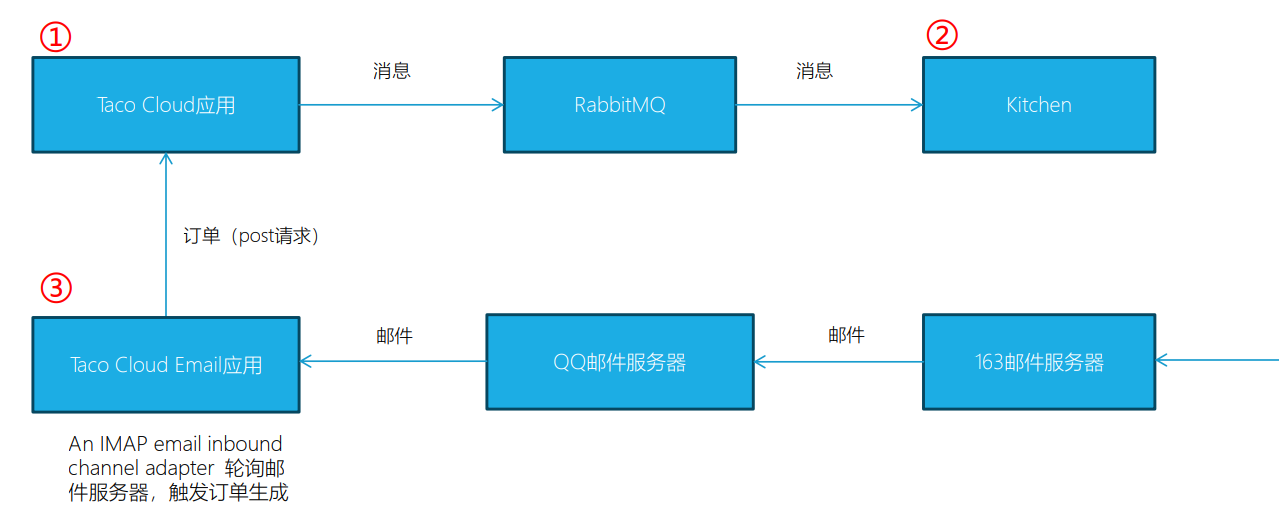 ①
②
消息
消息
Taco Cloud应用
RabbitMQ
Kitchen
订单（post请求）
③
邮件
邮件
Taco Cloud Email应用
QQ邮件服务器
163邮件服务器
An IMAP email inbound
channel adapter 轮询邮
件服务器，触发订单生成